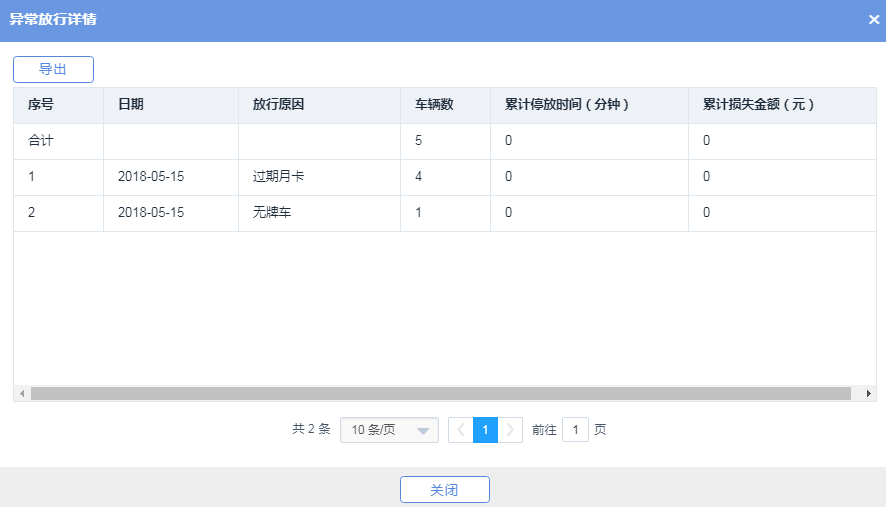 异常放行详情
导出
序号 日期 放行原因 车辆数 累计停放时间（分钟） 累计损失金额（元）
合计 5 0 0
1 2018-05-15 过期月卡 4 0 0
2 2018-05-15 无牌车 1 0 0
共 2 条 10 条/页 1 前往 1 页
关闭